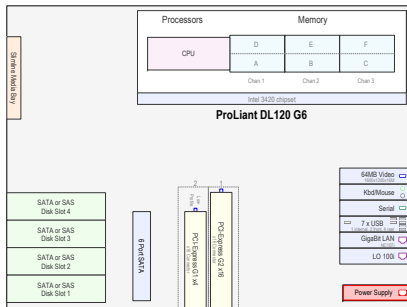 Processors
Memory
CPU
D
E
F
A
B
C
Chan 1
Chan 2
Chan 3
Intel 3420 chipset
ProLiant DL120 G6
Slimline Media Bay
SATA or SAS
Disk Slot 4
SATA or SAS
Disk Slot 3
SATA or SAS
Disk Slot 2
SATA or SAS
Disk Slot 1
6 Port SATA
Low
Profile
PCI-Express G1 x4
PCI-Express G2 x16
64MB Video
Kbd/Mouse
Serial
7 x USB
GigaBit LAN
LO 100i
Power Supply